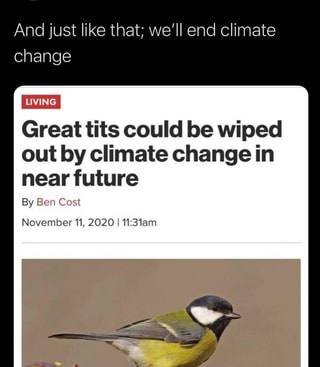 And just like that; we’ll end climate
change
LIVING
Great tits could be wiped
out by climate change in
near future
By Ben Cost
November 11, 2020 | 11:31am